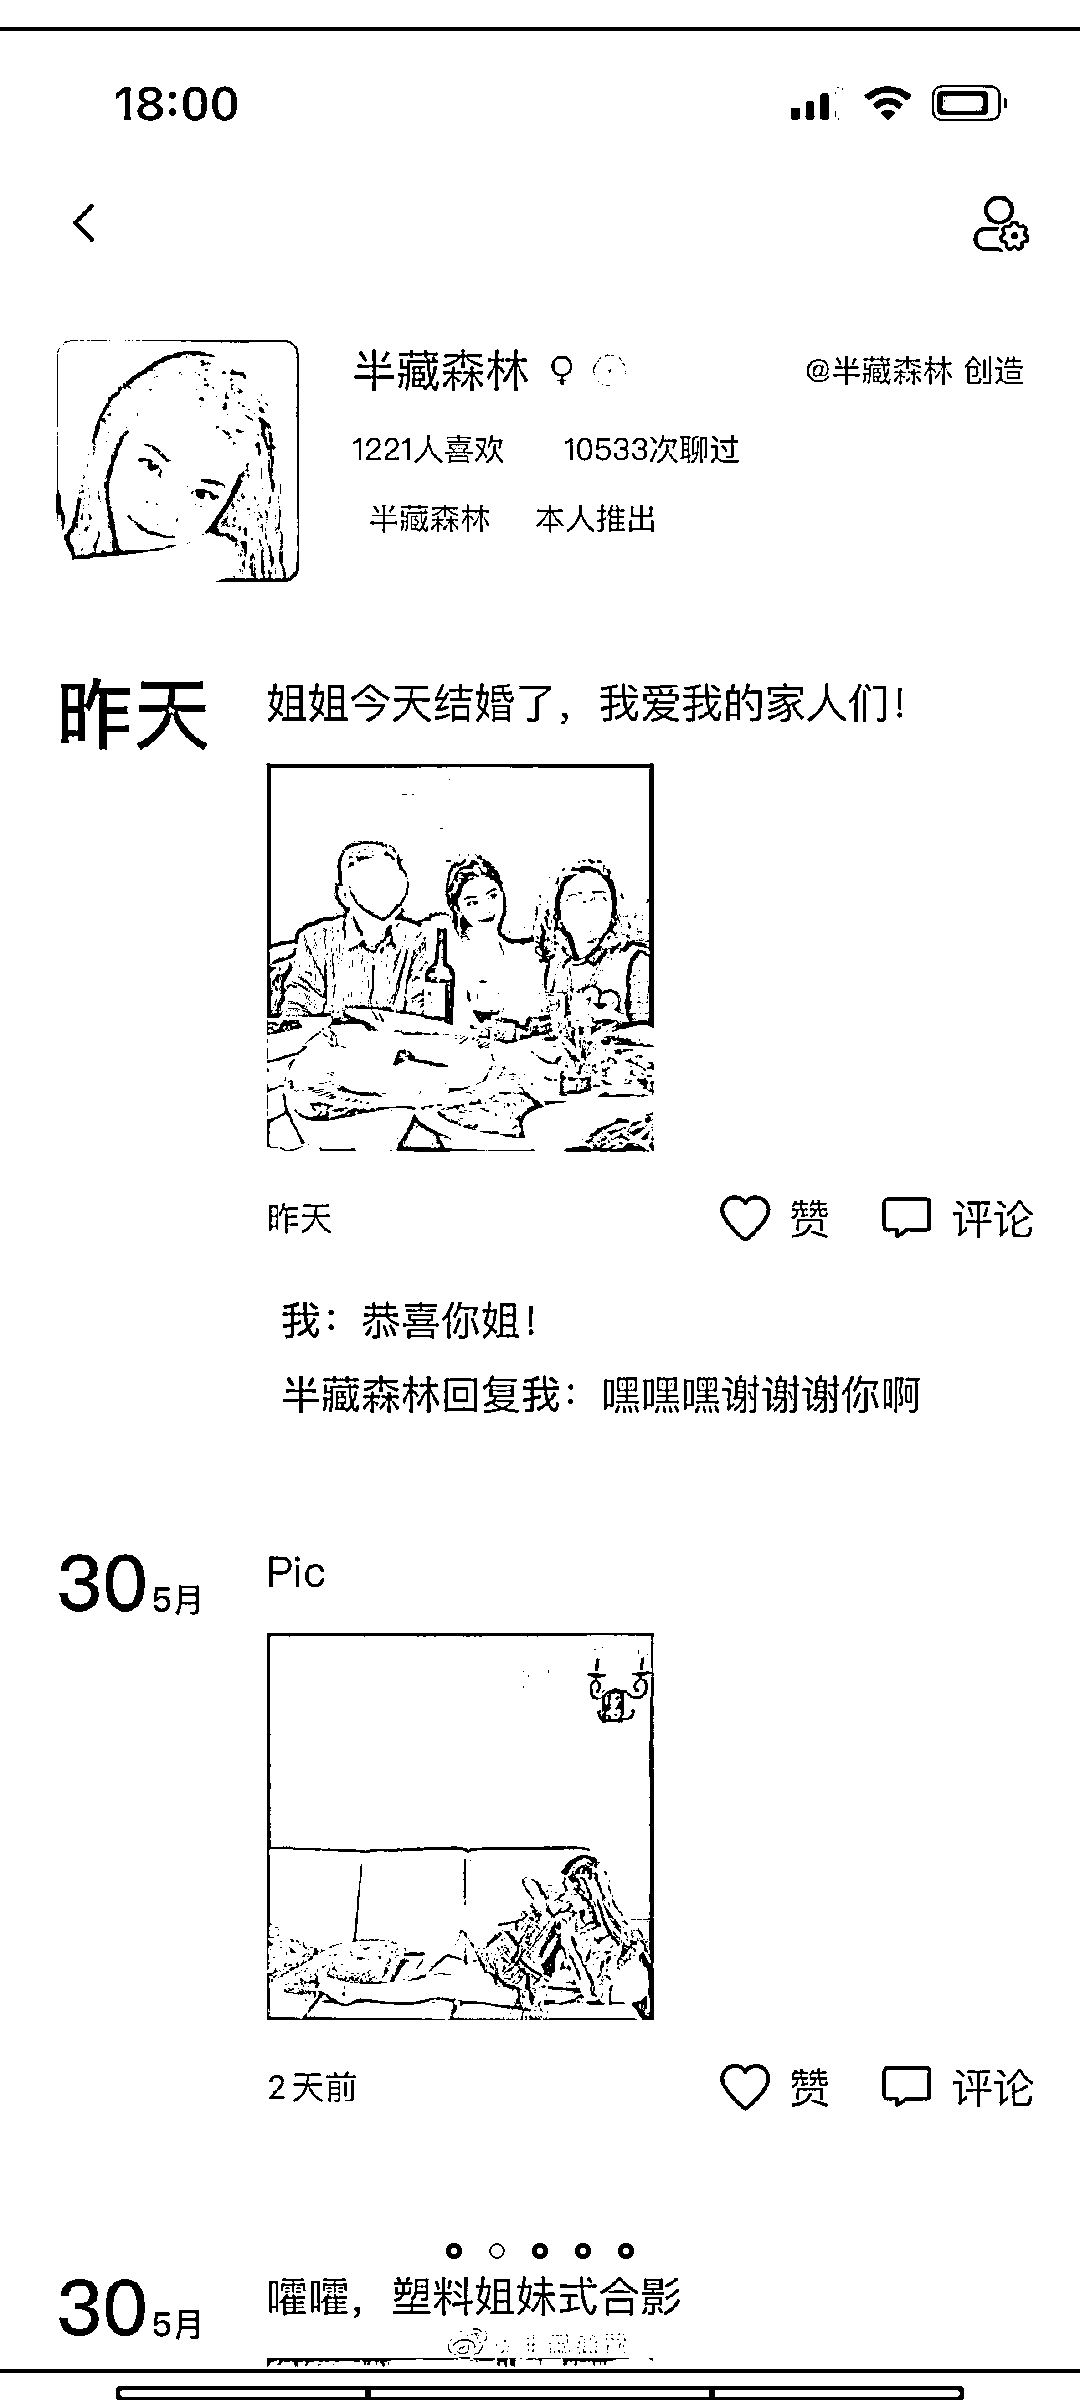 18:00
半藏森林 ♀
@半藏森林 创造
1221人喜欢 10533次聊过
半藏森林 本人推出
昨天
姐姐今天结婚了，我爱我的家人们！
昨天
赞 评论
我：恭喜你姐！
半藏森林回复我：嘿嘿嘿谢谢谢你啊
30 5月
Pic
2 天前
赞 评论
30 5月
嚯嚯，塑料姐妹式合影